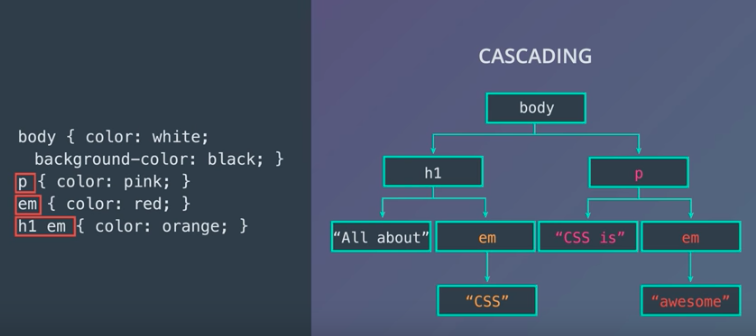 body { color: white;
background-color: black; }
p { color: pink; }
em { color: red; }
h1 em { color: orange; }
CASCADING
body
h1
p
“All about”
em
“CSS is”
em
“CSS”
“awesome”